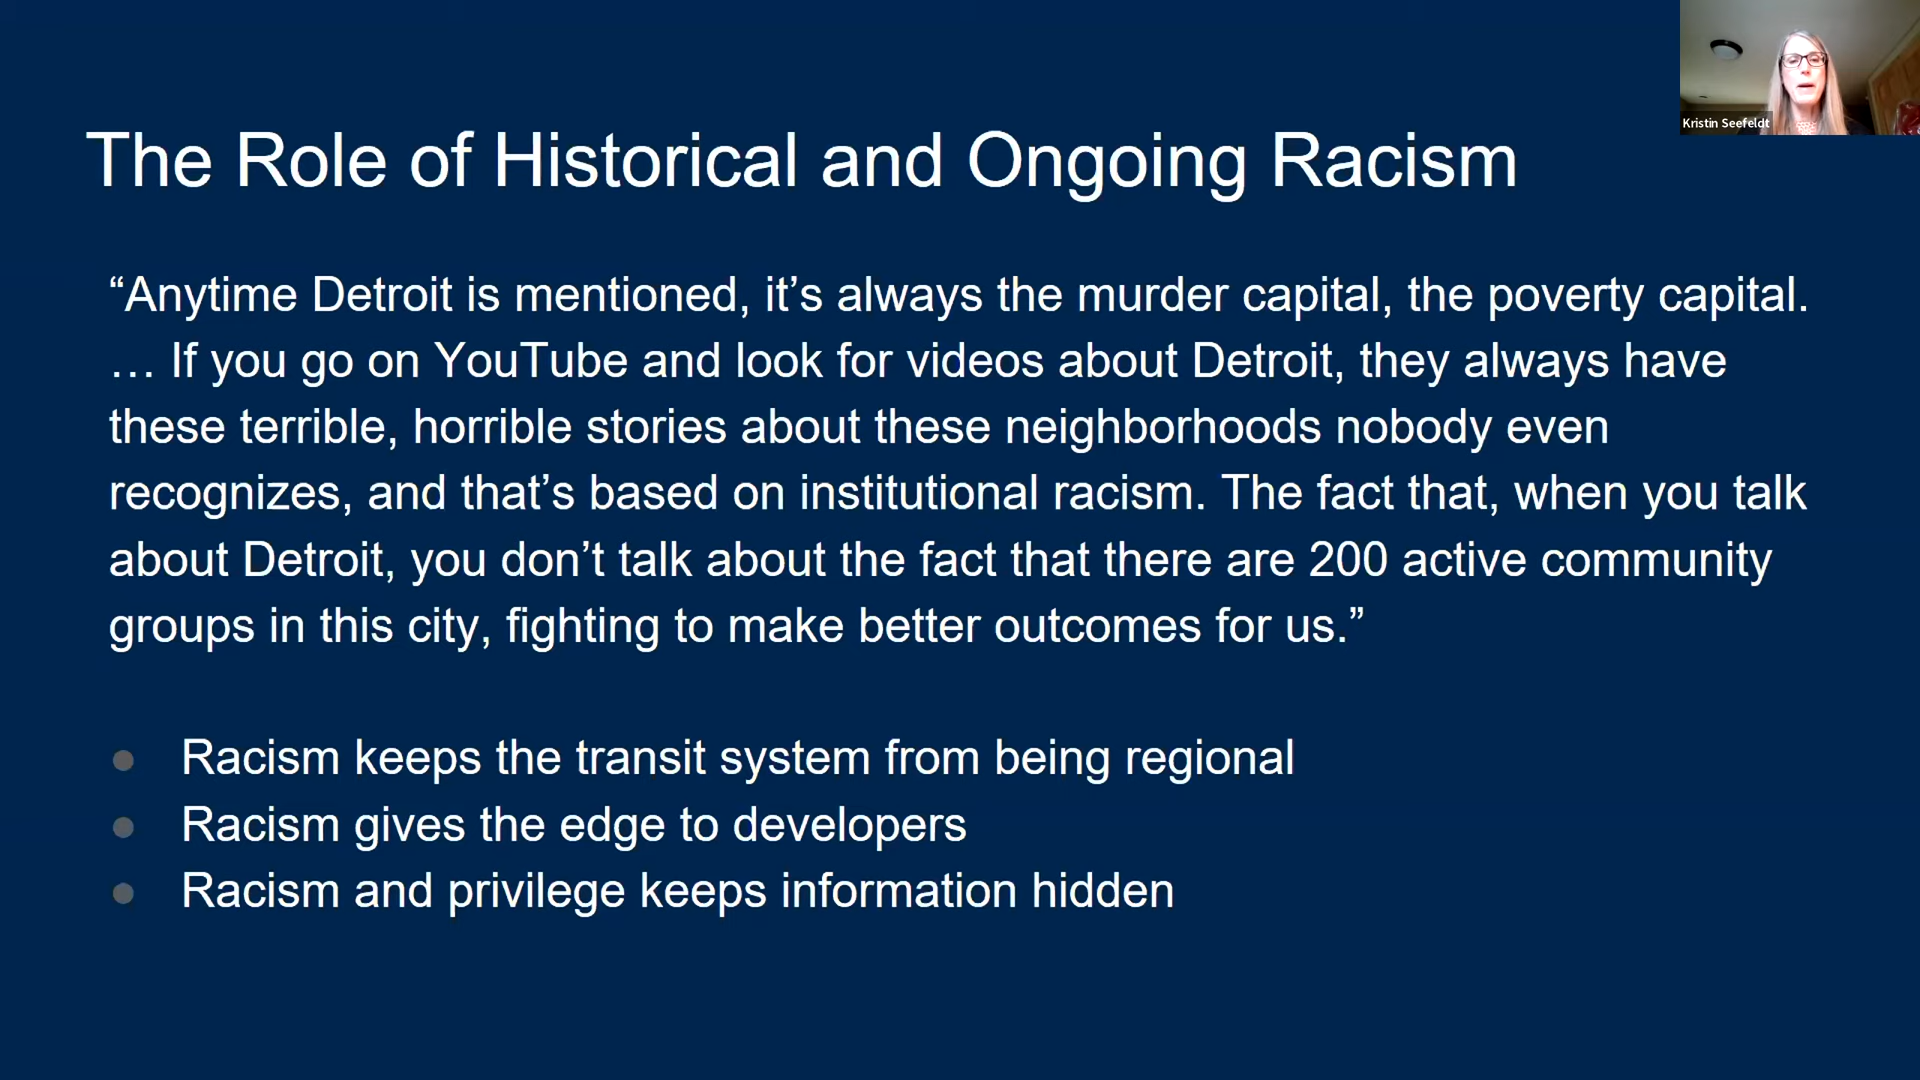 Kristin Seefeldt
The Role of Historical and Ongoing Racism
“Anytime Detroit is mentioned, it’s always the murder capital, the poverty capital.
… If you go on YouTube and look for videos about Detroit, they always have
these terrible, horrible stories about these neighborhoods nobody even
recognizes, and that’s based on institutional racism. The fact that, when you talk
about Detroit, you don’t talk about the fact that there are 200 active community
groups in this city, fighting to make better outcomes for us.”
● Racism keeps the transit system from being regional
● Racism gives the edge to developers
● Racism and privilege keeps information hidden